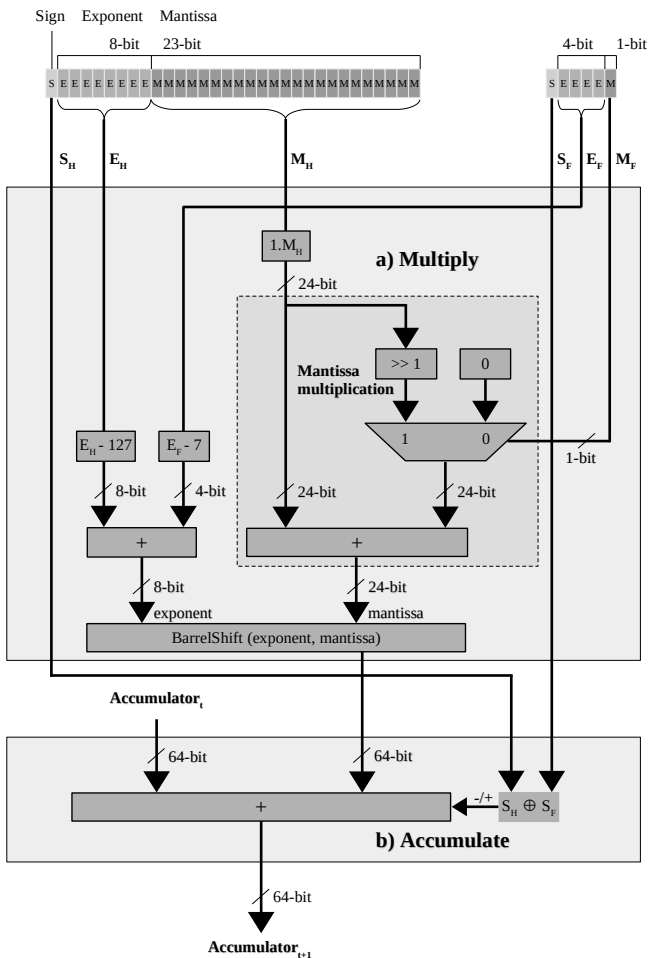 Sign Exponent Mantissa
8-bit 23-bit 4-bit 1-bit
S E E E E E E E E M M M M M M M M M M M M M M M M M M M M M M M S E E E E M
S_H E_H M_H S_F E_F M_F
1.M_H
a) Multiply
24-bit
>> 1 0
Mantissa
multiplication
1 0
E_H - 127 E_F - 7
1-bit
8-bit 4-bit 24-bit 24-bit
+ +
8-bit 24-bit
exponent mantissa
BarrelShift (exponent, mantissa)
Accumulator_t
64-bit 64-bit
-/+
+ S_H ⊕ S_F
b) Accumulate
64-bit
Accumulator_t+1